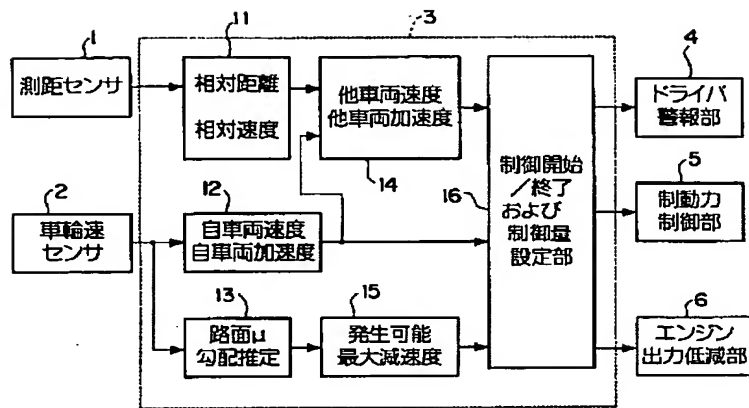 1
測距センサ
2
車輪速
センサ
3
11
相対距離
相対速度
12
自車両速度
自車両加速度
13
路面μ
勾配推定
他車両速度
他車両加速度
14
15
発生可能
最大減速度
16
制御開始
／終了
および
制御量
設定部
4
ドライバ
警報部
5
制動力
制御部
6
エンジン
出力低減部